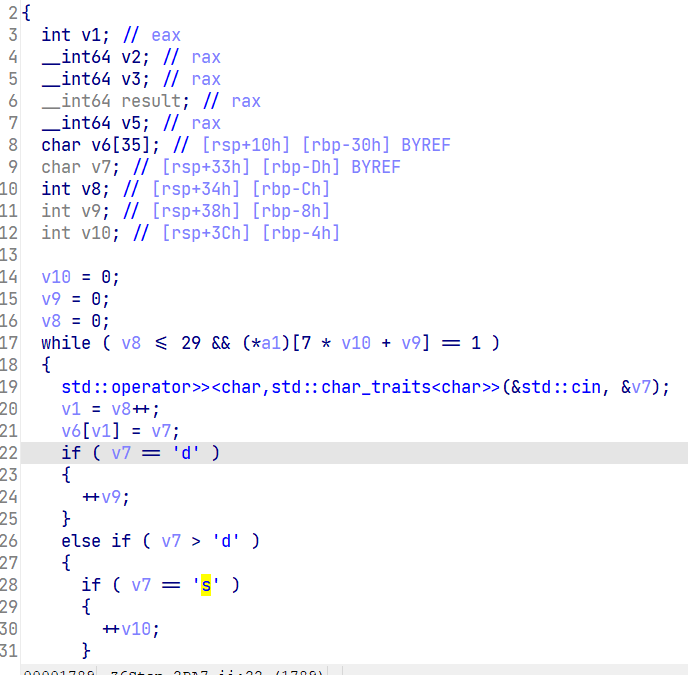 2 {
3 int v1; // eax
4 __int64 v2; // rax
5 __int64 v3; // rax
6 __int64 result; // rax
7 __int64 v5; // rax
8 char v6[35]; // [rsp+10h] [rbp-30h] BYREF
9 char v7; // [rsp+33h] [rbp-Dh] BYREF
10 int v8; // [rsp+34h] [rbp-Ch]
11 int v9; // [rsp+38h] [rbp-8h]
12 int v10; // [rsp+3Ch] [rbp-4h]
13
14 v10 = 0;
15 v9 = 0;
16 v8 = 0;
17 while ( v8 <= 29 && (*a1)[7 * v10 + v9] == 1 )
18 {
19 std::operator>><char,std::char_traits<char>>(&std::cin, &v7);
20 v1 = v8++;
21 v6[v1] = v7;
22 if ( v7 == 'd' )
23 {
24 ++v9;
25 }
26 else if ( v7 > 'd' )
27 {
28 if ( v7 == 's' )
29 {
30 ++v10;
31 }